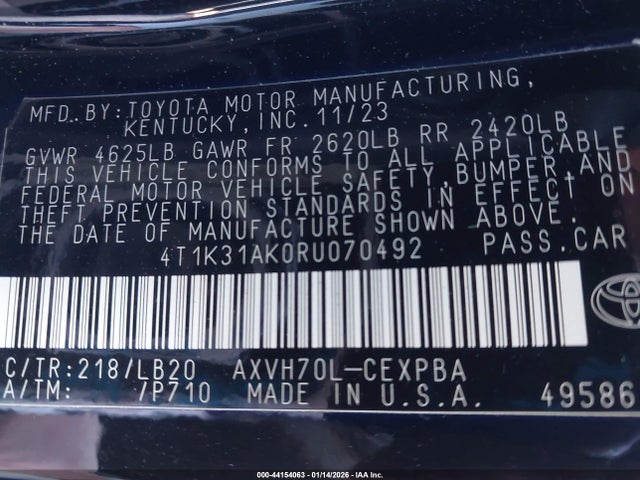 MFD. BY: TOYOTA MOTOR MANUFACTURING,
KENTUCKY, INC. 11/23
GVWR 4625LB GAWR FR 2620LB RR 2420LB
THIS VEHICLE CONFORMS TO ALL APPLICABLE
FEDERAL MOTOR VEHICLE SAFETY, BUMPER, AND
THEFT PREVENTION STANDARDS IN EFFECT ON
THE DATE OF MANUFACTURE SHOWN ABOVE.
4T1K31AK0RU070492 PASS. CAR
C/TR: 218/LB20 AXVH70L-CEXPBA
A/TM: /P710 MADE IN U.S.A. 49586
000-44154063 - 01/14/2026 - IAA Inc.